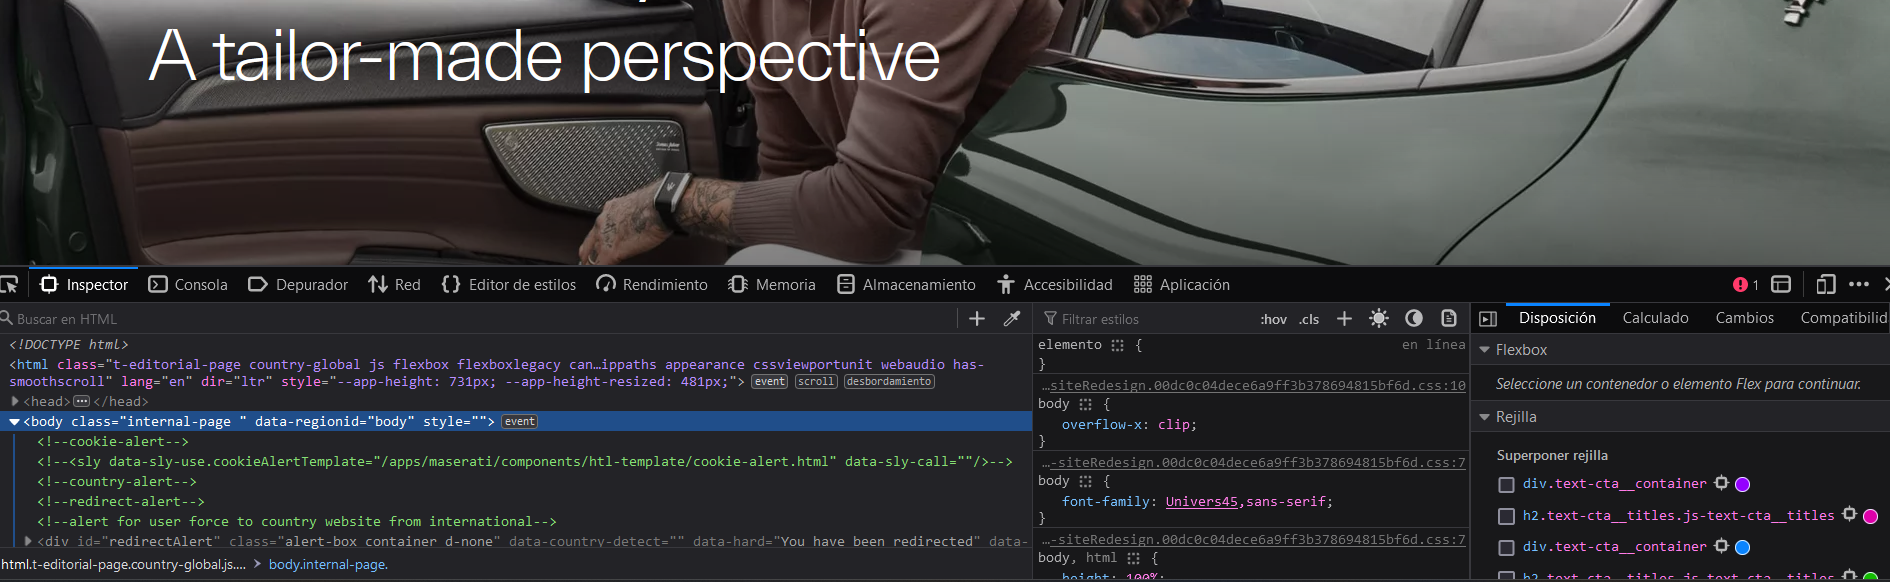 A tailor-made perspective
Inspector Consola Depurador Red Editor de estilos Rendimiento Memoria Almacenamiento Accesibilidad Aplicación 1
Buscar en HTML
<!DOCTYPE html>
<html class="t-editorial-page country-global js flexbox flexboxlegacy can…ippaths appearance cssviewportunit webaudio has-
smoothscroll" lang="en" dir="ltr" style="--app-height: 731px; --app-height-resized: 481px;"> event scroll desbordamiento
<head> </head>
<body class="internal-page " data-regionid="body" style=""> event
<!--cookie-alert-->
<!--<sly data-sly-use.cookieAlertTemplate="/apps/maserati/components/htl-template/cookie-alert.html" data-sly-call=""/>-->
<!--country-alert-->
<!--redirect-alert-->
<!--alert for user force to country website from international-->
<div id="redirectAlert" class="alert-box container d-none" data-country-detect="" data-hard="You have been redirected" data-
html.t-editorial-page.country-global.js.... > body.internal-page.
Filtrar estilos :hov .cls
elemento { en línea
}
…-siteRedesign.00dc0c04dece6a9ff3b378694815bf6d.css:10
body {
overflow-x: clip;
}
…-siteRedesign.00dc0c04dece6a9ff3b378694815bf6d.css:7
body {
font-family: Univers45,sans-serif;
}
…-siteRedesign.00dc0c04dece6a9ff3b378694815bf6d.css:7
body, html {
height: 100%;
Disposición Calculado Cambios Compatibilid
Flexbox
Seleccione un contenedor o elemento Flex para continuar.
Rejilla
Superponer rejilla
div.text-cta__container
h2.text-cta__titles.js-text-cta__titles
div.text-cta__container
h2.text-cta__titles.js-text-cta__titles